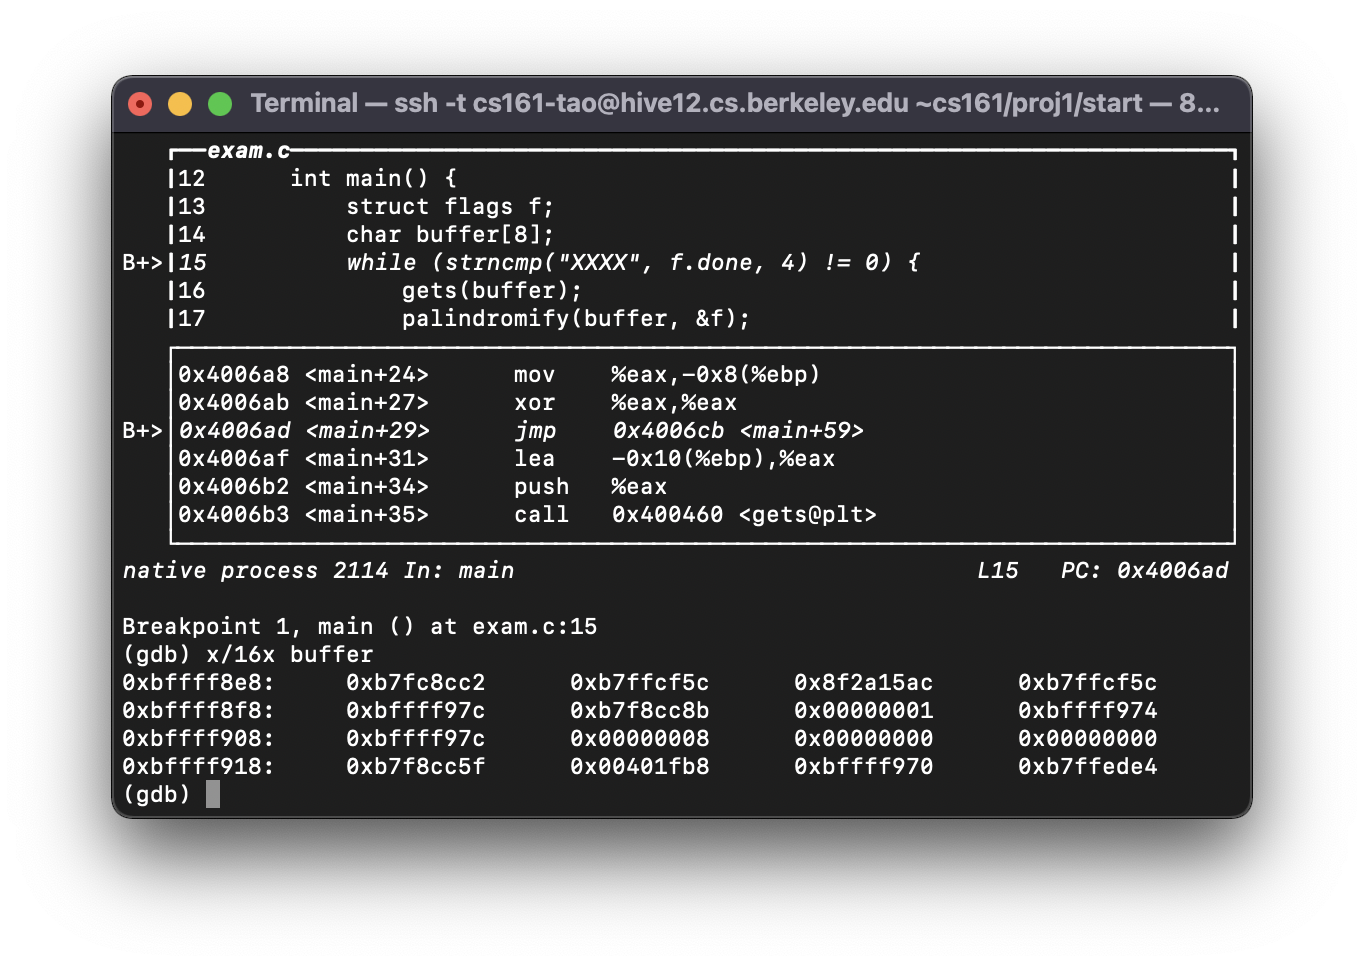 Terminal — ssh -t cs161-tao@hive12.cs.berkeley.edu ~cs161/proj1/start — 8...
exam.c
12 int main() {
13 struct flags f;
14 char buffer[8];
B+> 15 while (strncmp("XXXX", f.done, 4) != 0) {
16 gets(buffer);
17 palindromify(buffer, &f);
0x4006a8 <main+24> mov %eax,-0x8(%ebp)
0x4006ab <main+27> xor %eax,%eax
B+> 0x4006ad <main+29> jmp 0x4006cb <main+59>
0x4006af <main+31> lea -0x10(%ebp),%eax
0x4006b2 <main+34> push %eax
0x4006b3 <main+35> call 0x400460 <gets@plt>
native process 2114 In: main L15 PC: 0x4006ad
Breakpoint 1, main () at exam.c:15
(gdb) x/16x buffer
0xbffff8e8: 0xb7fc8cc2 0xb7ffcf5c 0x8f2a15ac 0xb7ffcf5c
0xbffff8f8: 0xbffff97c 0xb7f8cc8b 0x00000001 0xbffff974
0xbffff908: 0xbffff97c 0x00000008 0x00000000 0x00000000
0xbffff918: 0xb7f8cc5f 0x00401fb8 0xbffff970 0xb7ffede4
(gdb)